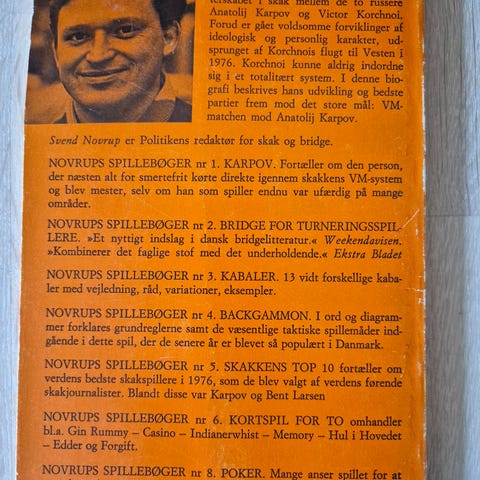 terskabet i skak mellem de to russere
Anatolij Karpov og Victor Korchnoi.
Forud er gået voldsomme forviklinger af
ideologisk og personlig karakter, ud-
sprunget af Korchnois flugt til Vesten i
1976. Korchnoi kunne aldrig indordne
sig i et totalitært system. I denne bio-
grafi beskrives hans udvikling og bedste
partier frem mod det store mål: VM-
matchen mod Anatolij Karpov.
Svend Novrup er Politikens redaktør for skak og bridge.
NOVRUPS SPILLEBØGER nr 1. KARPOV. Fortæller om den person,
der næsten alt for smertefrit kørte direkte igennem skakkens VM-system
og blev mester, selv om han som spiller endnu var ufærdig på mange
områder.
NOVRUPS SPILLEBØGER nr 2. BRIDGE FOR TURNERINGSSPIL-
LERE. »Et nyttigt indslag i dansk bridgelitteratur.« Weekendavisen.
»Kombinerer det faglige stof med det underholdende.« Ekstra Bladet
NOVRUPS SPILLEBØGER nr 3. KABALER. 13 vidt forskellige kaba-
ler med vejledning, råd, variationer, eksempler.
NOVRUPS SPILLEBØGER nr 4. BACKGAMMON. I ord og diagram-
mer forklares grundreglerne samt de væsentlige taktiske spillemåder ind-
gående i dette spil, der de senere år er blevet så populært i Danmark.
NOVRUPS SPILLEBØGER nr 5. SKAKKENS TOP 10 fortæller om
verdens bedste skakspillere i 1976, som de blev valgt af verdens førende
skakjournalister. Blandt disse var Karpov og Bent Larsen
NOVRUPS SPILLEBØGER nr 6. KORTSPIL FOR TO omhandler
bl.a. Gin Rummy – Casino – Indianerwhist – Memory – Hul i Hovedet
– Edder og Forgift.
NOVRUPS SPILLEBØGER nr 8. POKER. Mange anser spillet for at